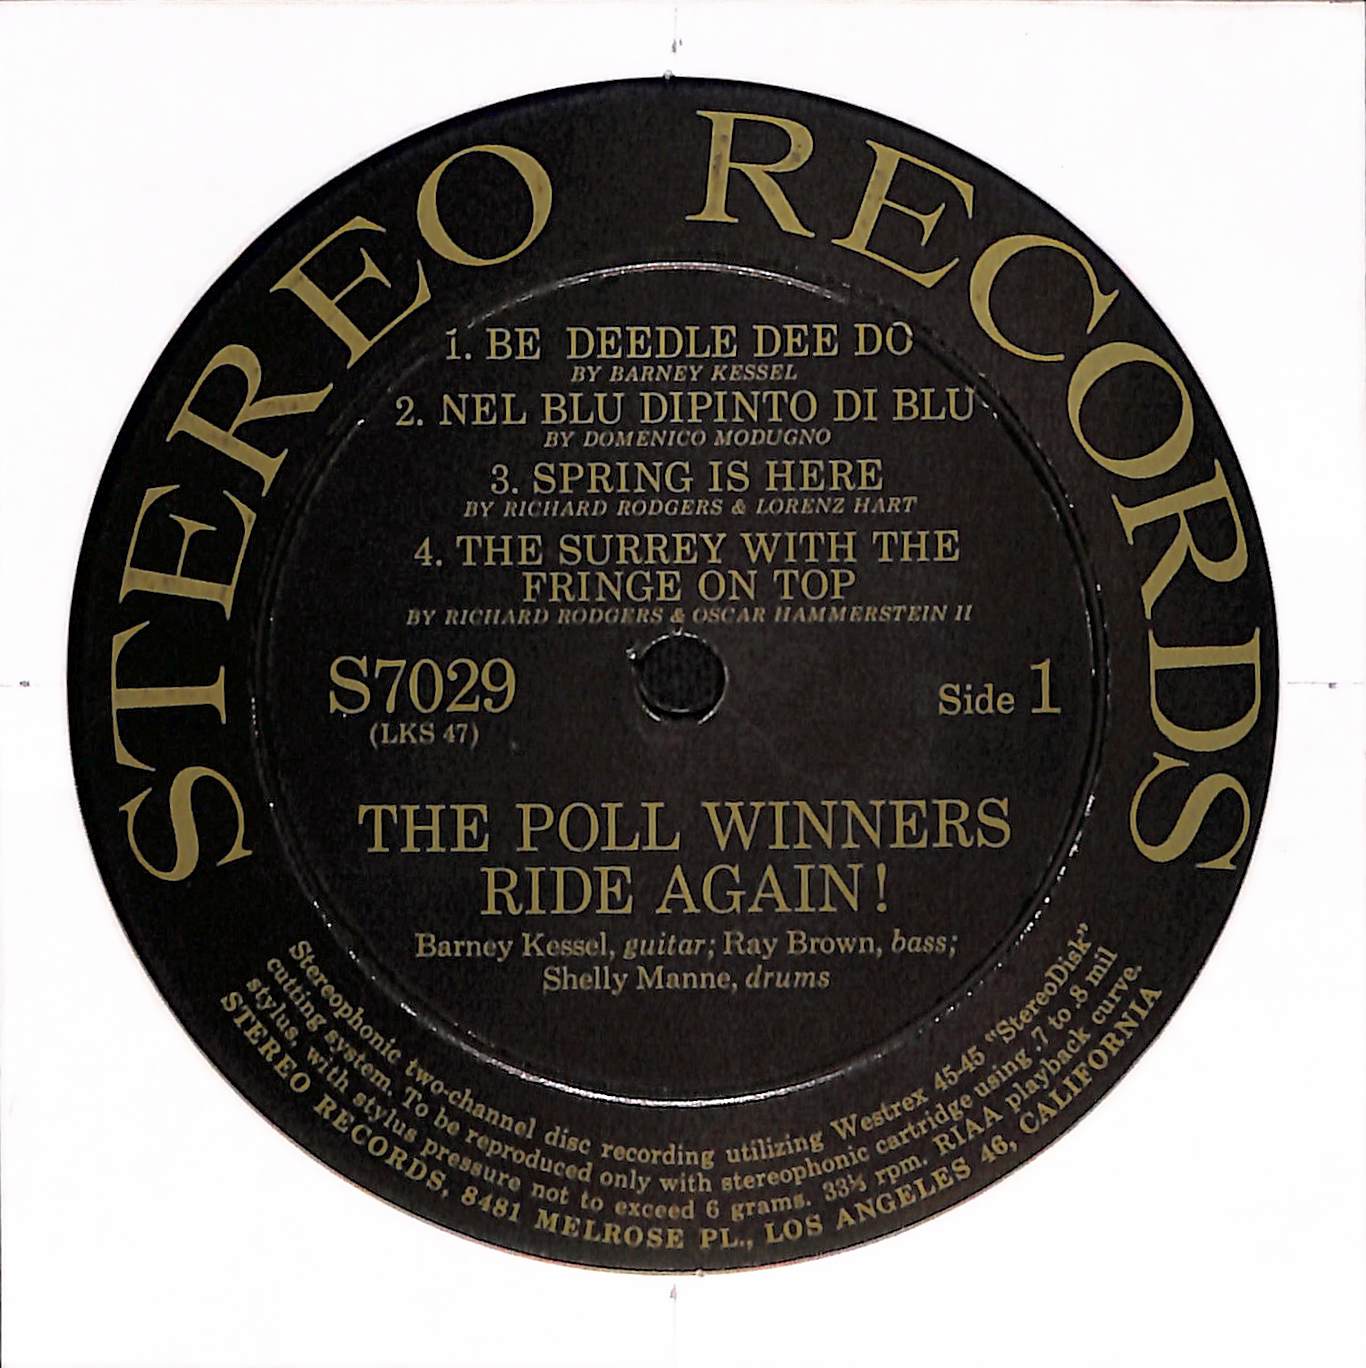 STEREO RECORDS
1. BE DEEDLE DEE DO
BY BARNEY KESSEL
2. NEL BLU DIPINTO DI BLU
BY DOMENICO MODUGNO
3. SPRING IS HERE
BY RICHARD RODGERS & LORENZ HART
4. THE SURREY WITH THE
FRINGE ON TOP
BY RICHARD RODGERS & OSCAR HAMMERSTEIN II
S7029
(LKS 47)
Side 1
THE POLL WINNERS
RIDE AGAIN!
Barney Kessel, guitar; Ray Brown, bass;
Shelly Manne, drums
Stereophonic two-channel disc recording utilizing Westrex 45-45 "StereoDisk"
cutting system. To be reproduced only with stereophonic cartridge using .7 to .8 mil
stylus, with stylus pressure not to exceed 6 grams. 33⅓ rpm. RIAA playback curve.
STEREO RECORDS, 8481 MELROSE PL., LOS ANGELES 46, CALIFORNIA